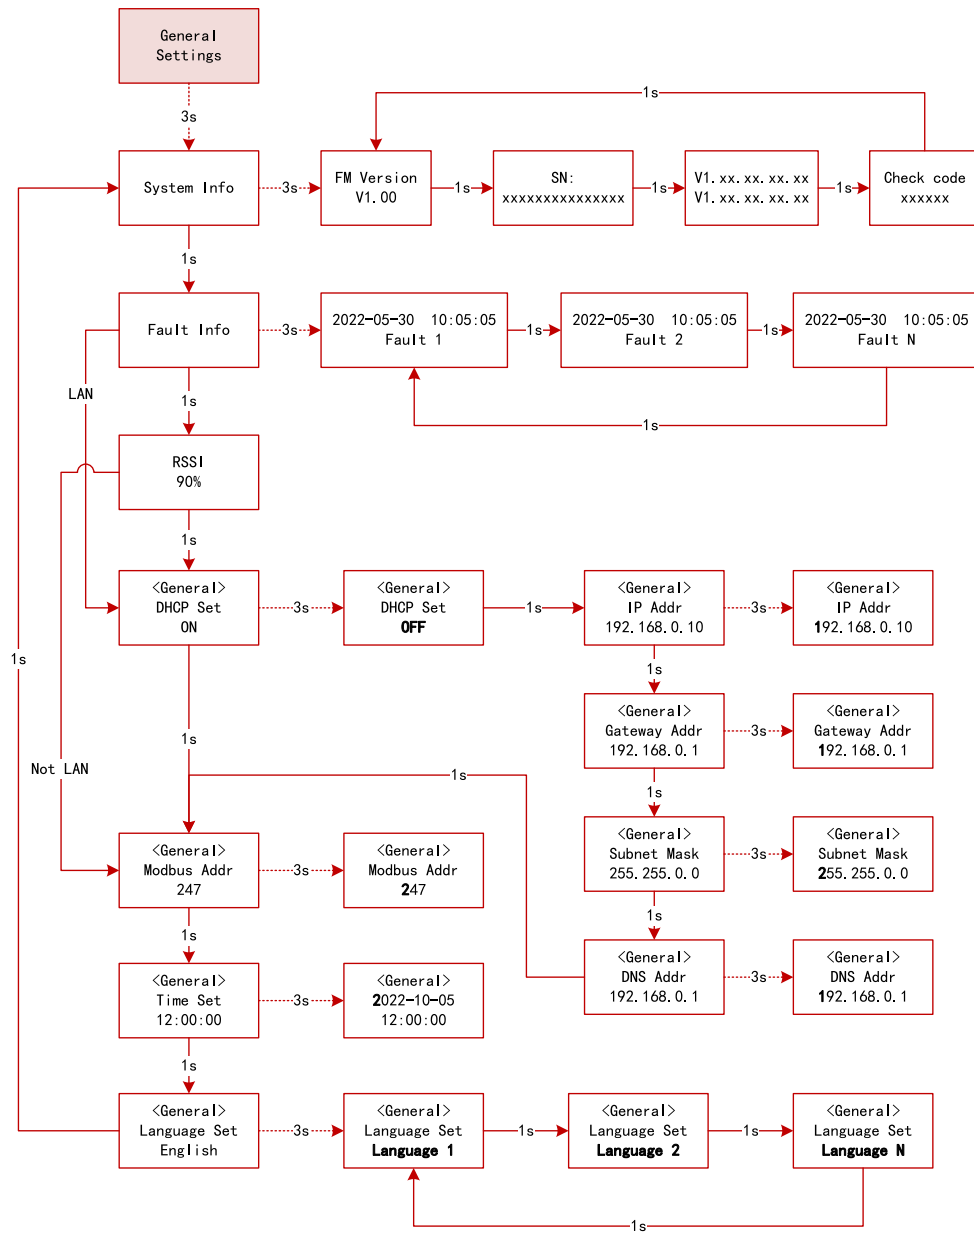 General
Settings
3s
1s
System Info
3s
FM Version
V1.00
1s
SN:
xxxxxxxxxxxxxxx
1s
V1.xx.xx.xx.xx
V1.xx.xx.xx.xx
1s
Check code
xxxxxx
1s
Fault Info
3s
2022-05-30 10:05:05
Fault 1
1s
2022-05-30 10:05:05
Fault 2
1s
2022-05-30 10:05:05
Fault N
LAN
1s
1s
RSSI
90%
1s
<General>
DHCP Set
ON
3s
<General>
DHCP Set
OFF
1s
<General>
IP Addr
192.168.0.10
3s
<General>
IP Addr
192.168.0.10
1s
1s
1s
<General>
Gateway Addr
192.168.0.1
3s
<General>
Gateway Addr
192.168.0.1
Not LAN
1s
1s
<General>
Modbus Addr
247
3s
<General>
Modbus Addr
247
<General>
Subnet Mask
255.255.0.0
3s
<General>
Subnet Mask
255.255.0.0
1s
1s
<General>
Time Set
12:00:00
3s
22022-10-05
12:00:00
<General>
DNS Addr
192.168.0.1
3s
<General>
DNS Addr
192.168.0.1
1s
<General>
Language Set
English
3s
<General>
Language Set
Language 1
1s
<General>
Language Set
Language 2
1s
<General>
Language Set
Language N
1s